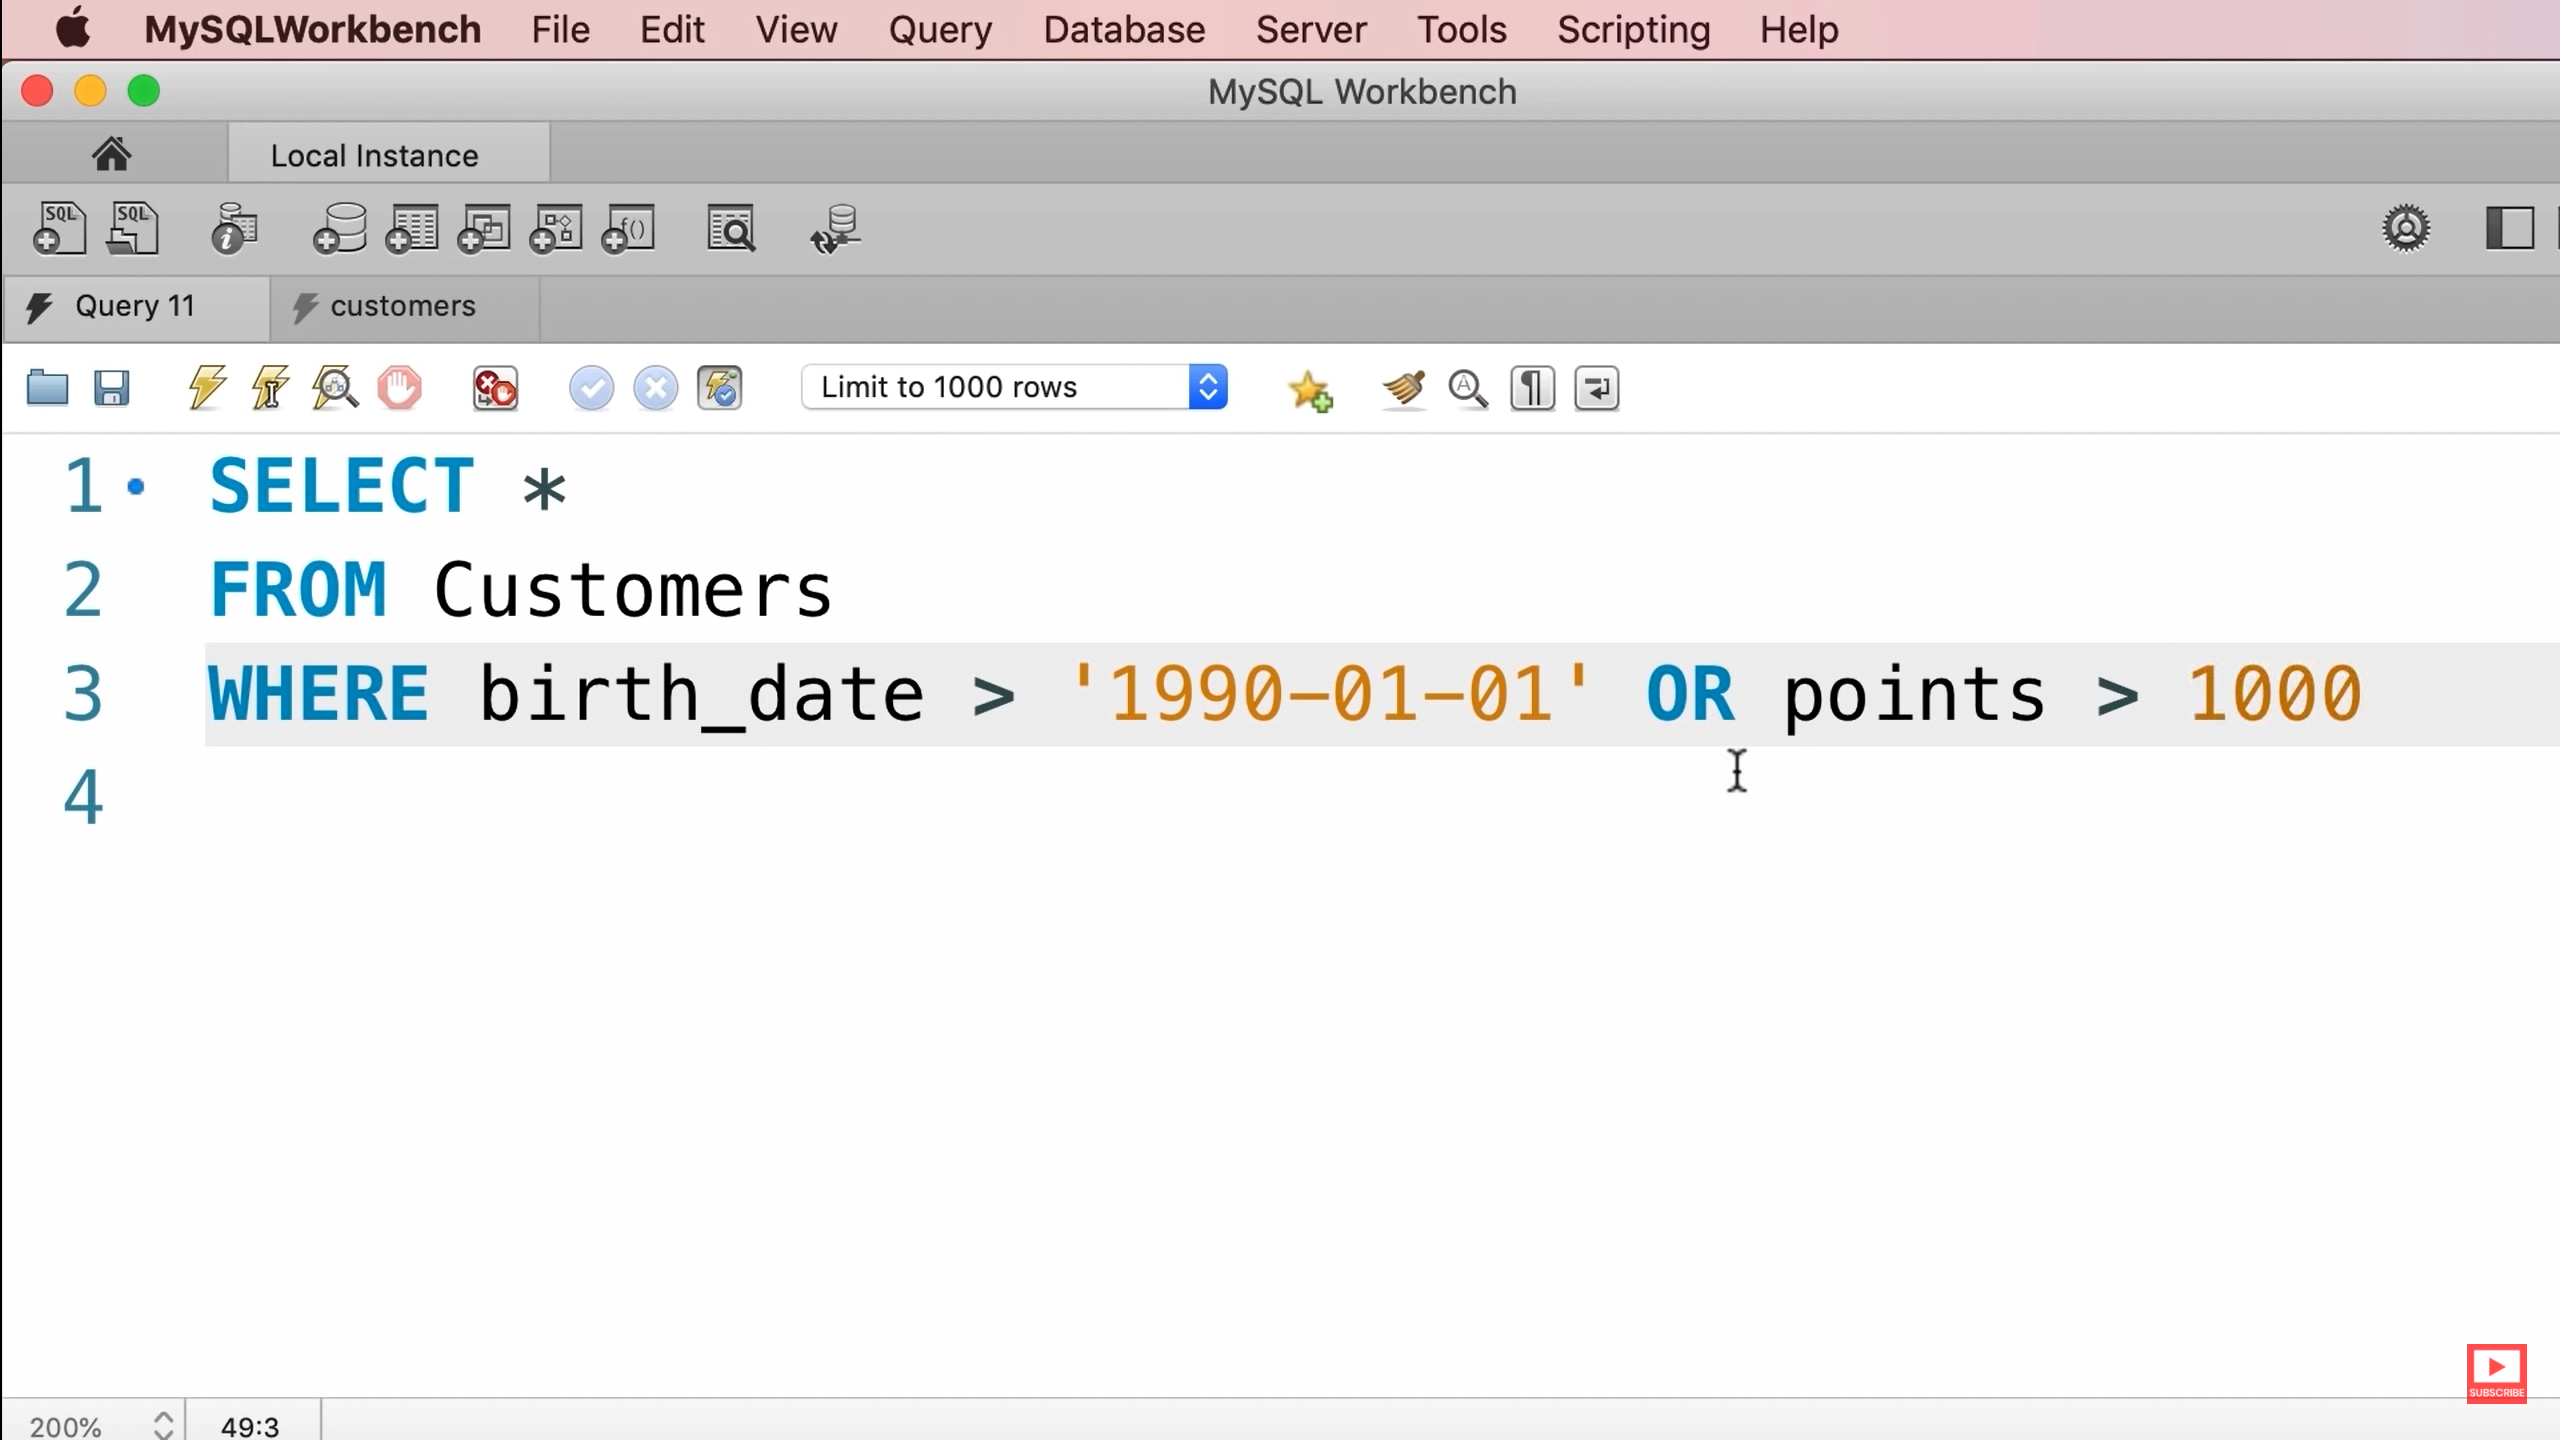 MySQLWorkbench File Edit View Query Database Server Tools Scripting Help
MySQL Workbench
Local Instance
SQL SQL i f()
Query 11 customers
Limit to 1000 rows
1 SELECT *
2 FROM Customers
3 WHERE birth_date > '1990-01-01' OR points > 1000
4
SUBSCRIBE
200% 49:3